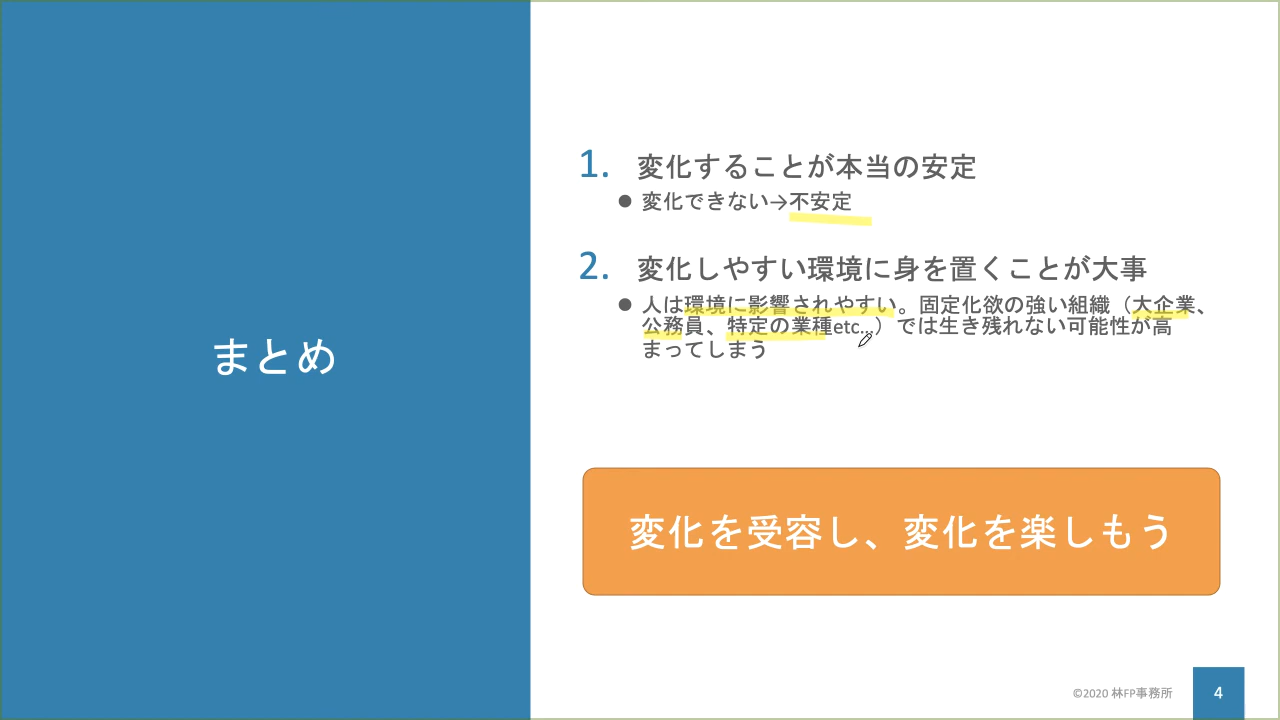 まとめ
1. 変化することが本当の安定
● 変化できない→不安定
2. 変化しやすい環境に身を置くことが大事
● 人は環境に影響されやすい。固定化欲の強い組織（大企業、
公務員、特定の業種etc...）では生き残れない可能性が高
まってしまう
変化を受容し、変化を楽しもう
©2020 林FP事務所
4